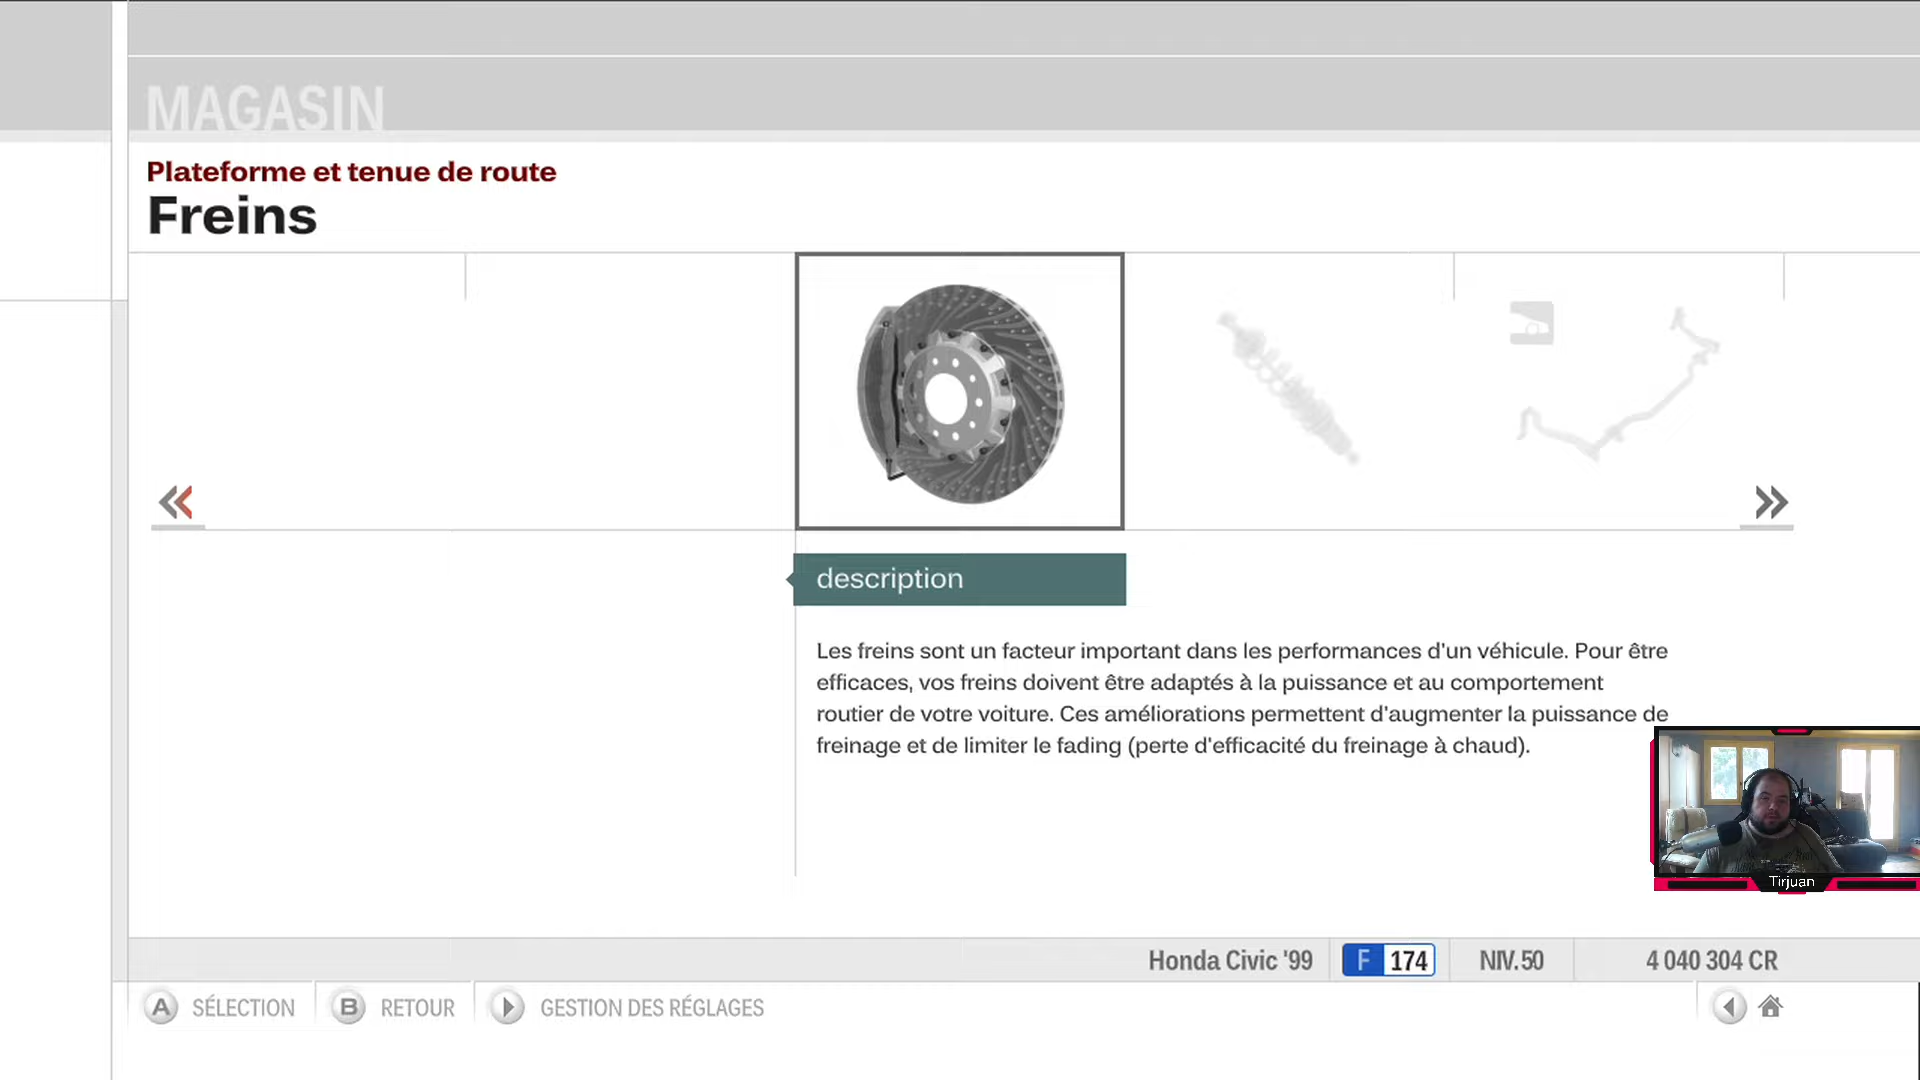 MAGASIN
Plateforme et tenue de route
Freins
description
Les freins sont un facteur important dans les performances d'un véhicule. Pour être
efficaces, vos freins doivent être adaptés à la puissance et au comportement
routier de votre voiture. Ces améliorations permettent d'augmenter la puissance de
freinage et de limiter le fading (perte d'efficacité du freinage à chaud).
Tirjuan
Honda Civic '99 F 174 NIV.50 4 040 304 CR
A SÉLECTION B RETOUR GESTION DES RÉGLAGES